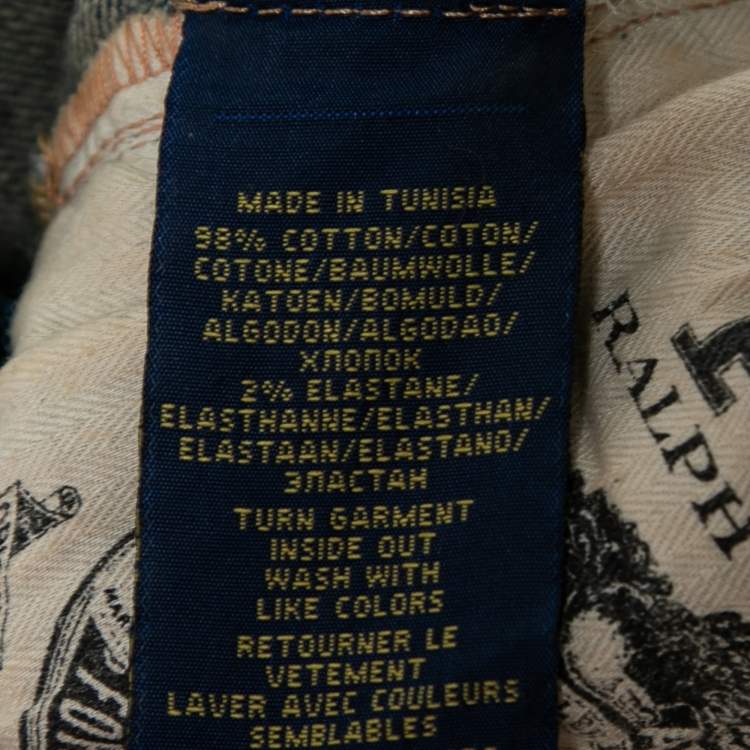 MADE IN TUNISIA
98% COTTON/COTON/
COTONE/BAUMWOLLE/
KATOEN/BOMULD/
ALGODON/ALGODAO/
ХЛОПОК
2% ELASTANE/
ELASTHANNE/ELASTHAN/
ELASTAAN/ELASTANO/
ЭЛАСТАН
TURN GARMENT
INSIDE OUT
WASH WITH
LIKE COLORS
RETOURNER LE
VETEMENT
LAVER AVEC COULEURS
SEMBLABLES
RALPH